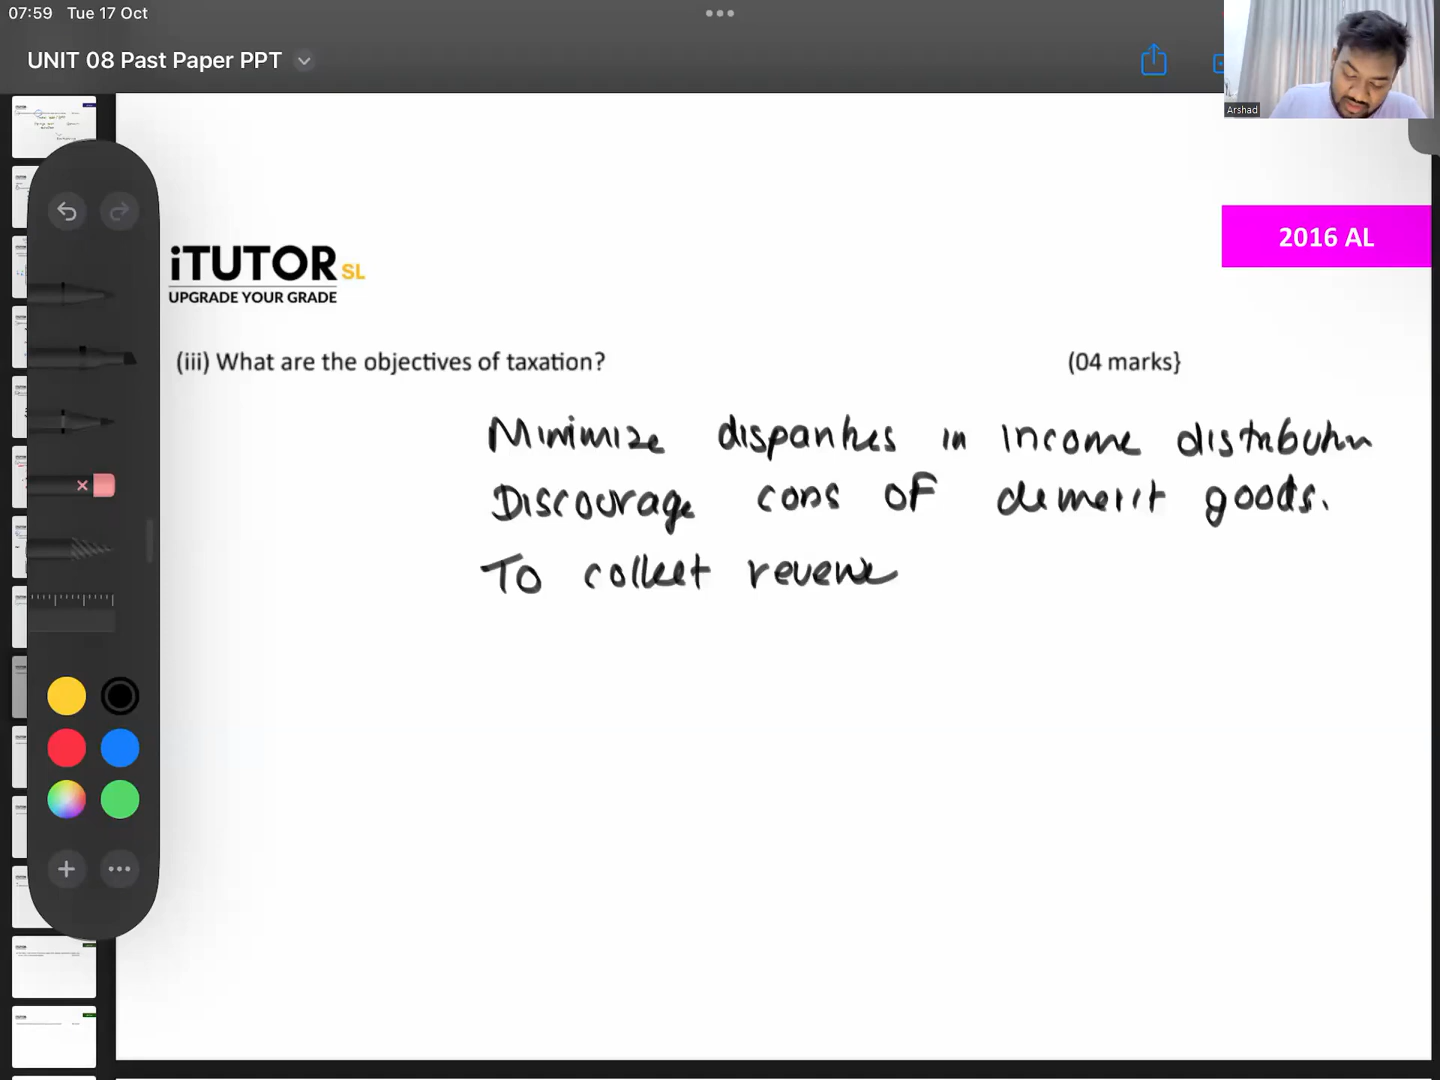 07:59 Tue 17 Oct
UNIT 08 Past Paper PPT
Arshad
2016 AL
iTUTOR SL
UPGRADE YOUR GRADE
(iii) What are the objectives of taxation? (04 marks}
Minimize disparities in income distributn
Discourage cons of demerit goods.
To collect revenue